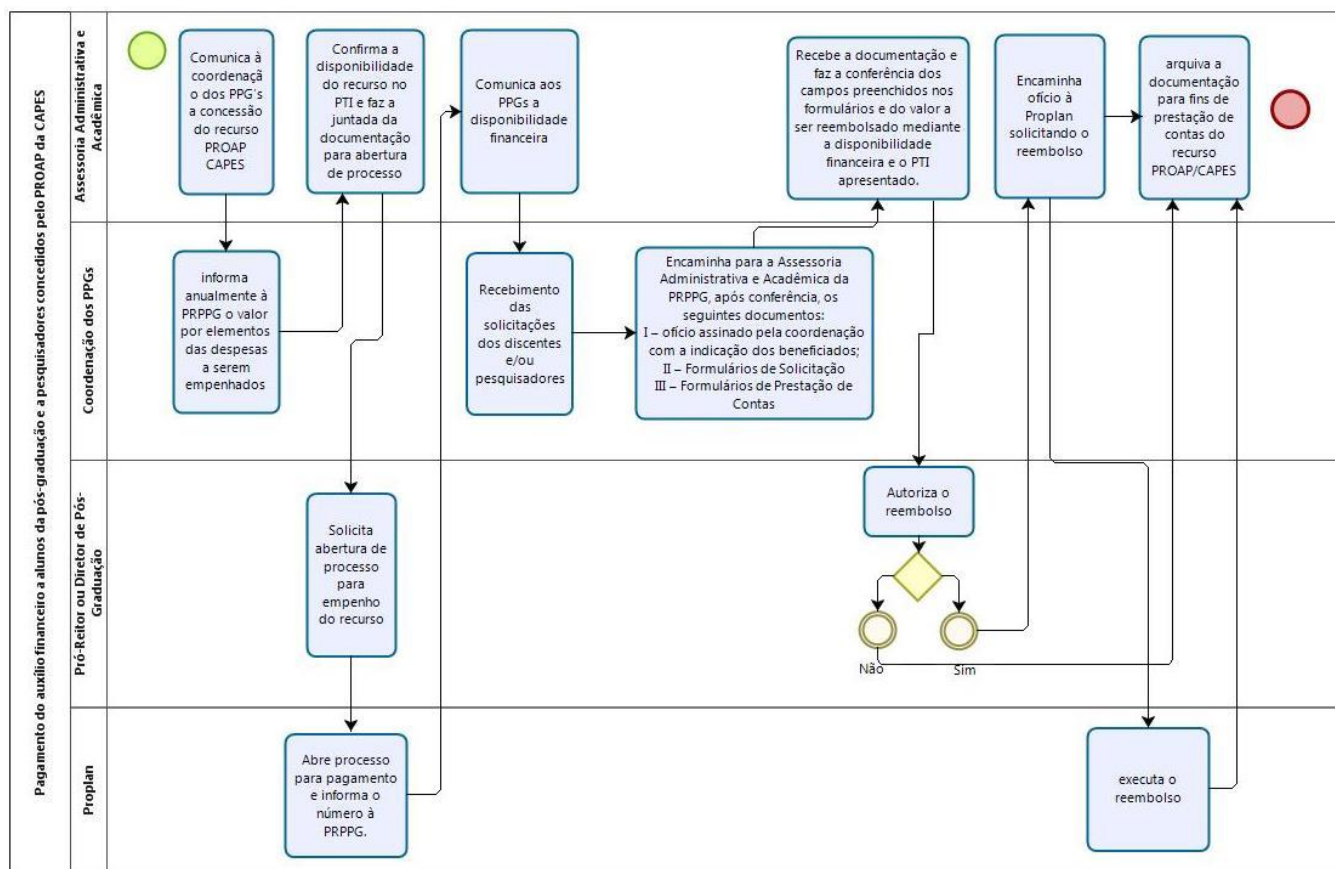 Pagamento do auxílio financeiro a alunos da pós-graduação e a pesquisadores concedidos pelo PROAP da CAPES
Assessoria Administrativa e
Acadêmica
Comunica à
coordenaçã
o dos PPG's
a concessão
do recurso
PROAP
CAPES
Confirma a
disponibilidade
do recurso no
PTI e faz a
juntada da
documentação
para abertura
de processo
Comunica aos
PPGs a
disponibilidade
financeira
Recebe a documentação e
faz a conferência dos
campos preenchidos nos
formulários e do valor a
ser reembolsado mediante
a disponibilidade
financeira e o PTI
apresentado.
Encaminha
ofício à
Proplan
solicitando o
reembolso
arquiva a
documentação
para fins de
prestação de
contas do
recurso
PROAP/CAPES
Coordenação dos PPGs
informa
anualmente à
PRPPG o valor
por elementos
das despesas
a serem
empenhados
Recebimento
das
solicitações
dos discentes
e/ou
pesquisadores
Encaminha para a Assessoria
Administrativa e Acadêmica da
PRPPG, após conferência, os
seguintes documentos:
I – ofício assinado pela coordenação
com a indicação dos beneficiados;
II – Formulários de Solicitação
III – Formulários de Prestação de
Contas
Pró-Reitor ou Diretor de Pós-
Graduação
Solicita
abertura de
processo
para
empenho
do recurso
Autoriza o
reembolso
Não
Sim
Proplan
Abre processo
para pagamento
e informa o
número à
PRPPG.
executa o
reembolso